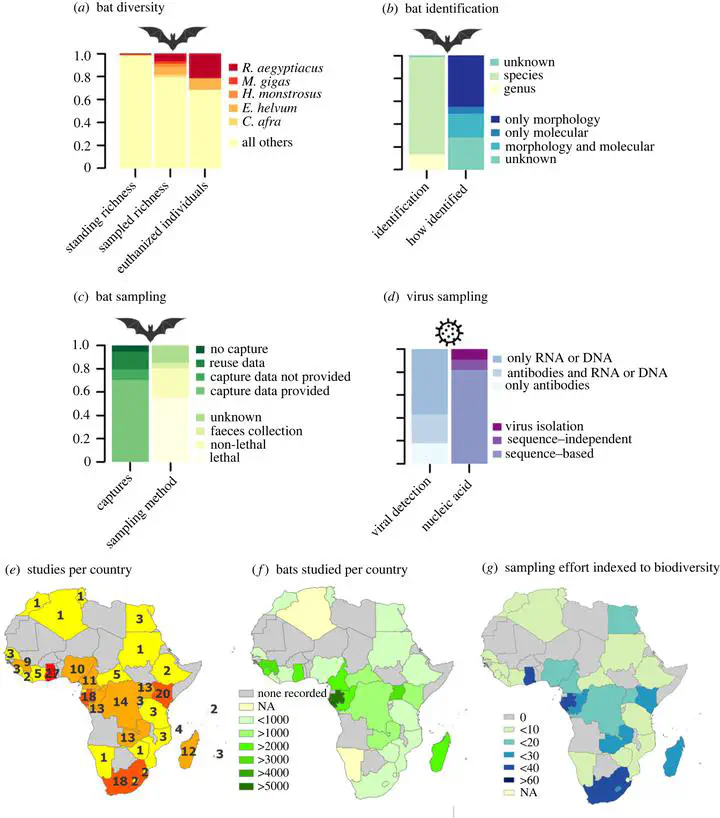 (a) bat diversity
1.0
0.8
0.6
0.4
0.2
0
R. aegyptiacus
M. gigas
H. monstrosus
E. helvum
C. afra
all others
standing richness
sampled richness
euthanized individuals
(b) bat identification
unknown
species
genus
only morphology
only molecular
morphology and molecular
unknown
identification
how identified
(c) bat sampling
1.0
0.8
0.6
0.4
0.2
0
no capture
reuse data
capture data not provided
capture data provided
unknown
faeces collection
non-lethal
lethal
captures
sampling method
(d) virus sampling
only RNA or DNA
antibodies and RNA or DNA
only antibodies
virus isolation
sequence–independent
sequence–based
viral detection
nucleic acid
(e) studies per country
1
1
1
3
3
1
3
9
2
5
10
11
5
2
18
13
14
13
20
3
3
2
4
13
3
1
12
3
1
2
18
2
(f) bats studied per country
none recorded
NA
<1000
>1000
>2000
>3000
>4000
>5000
(g) sampling effort indexed to biodiversity
0
<10
<20
<30
<40
>60
NA